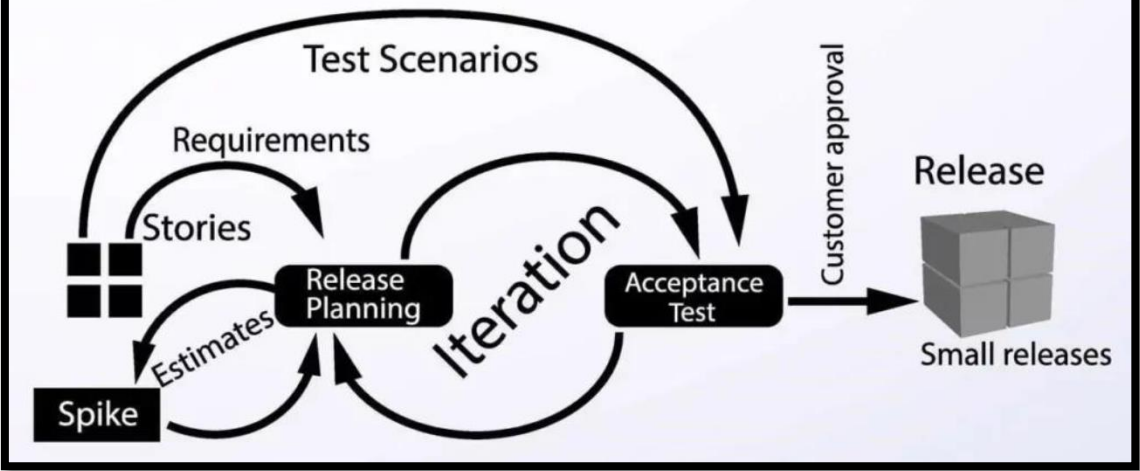 Test Scenarios
Requirements
Stories
Release
Planning
Estimates
Spike
Iteration
Acceptance
Test
Customer approval
Release
Small releases